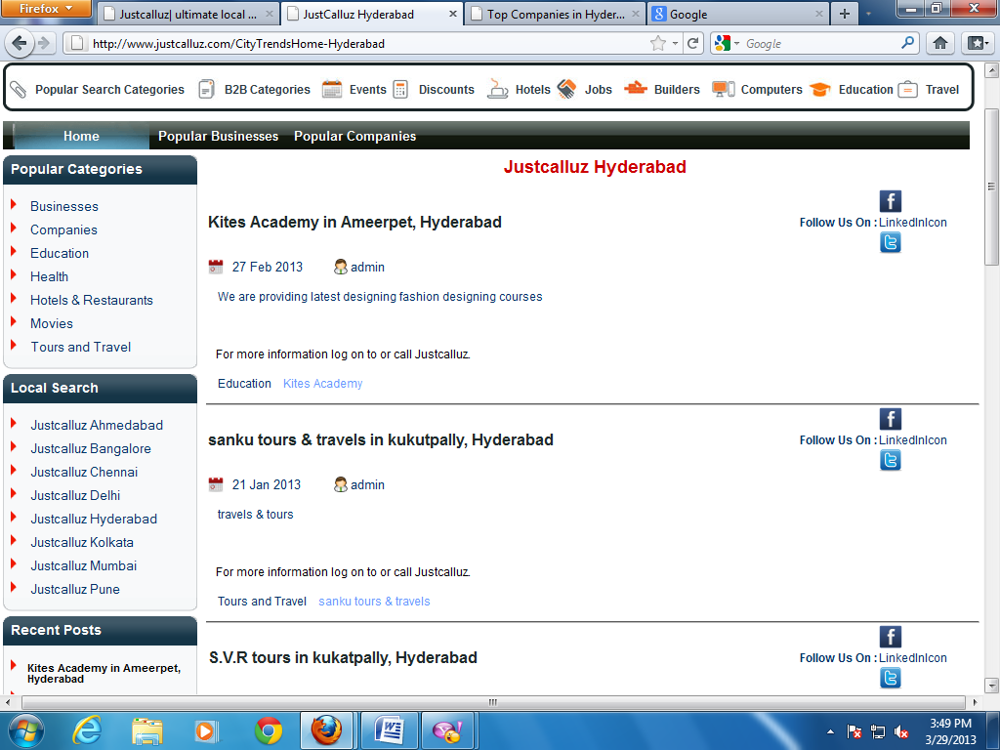 Firefox
Justcalluz| ultimate local ...
JustCalluz Hyderabad
Top Companies in Hyder...
Google
http://www.justcalluz.com/CityTrendsHome-Hyderabad
Google
Popular Search Categories
B2B Categories
Events
Discounts
Hotels
Jobs
Builders
Computers
Education
Travel
Home
Popular Businesses
Popular Companies
Popular Categories
Businesses
Companies
Education
Health
Hotels & Restaurants
Movies
Tours and Travel
Local Search
Justcalluz Ahmedabad
Justcalluz Bangalore
Justcalluz Chennai
Justcalluz Delhi
Justcalluz Hyderabad
Justcalluz Kolkata
Justcalluz Mumbai
Justcalluz Pune
Recent Posts
Kites Academy in Ameerpet,
Hyderabad
Justcalluz Hyderabad
Kites Academy in Ameerpet, Hyderabad
Follow Us On : LinkedInIcon
27 Feb 2013 admin
We are providing latest designing fashion designing courses
For more information log on to or call Justcalluz.
Education Kites Academy
sanku tours & travels in kukutpally, Hyderabad
Follow Us On : LinkedInIcon
21 Jan 2013 admin
travels & tours
For more information log on to or call Justcalluz.
Tours and Travel sanku tours & travels
S.V.R tours in kukatpally, Hyderabad
Follow Us On : LinkedInIcon
3:49 PM
3/29/2013